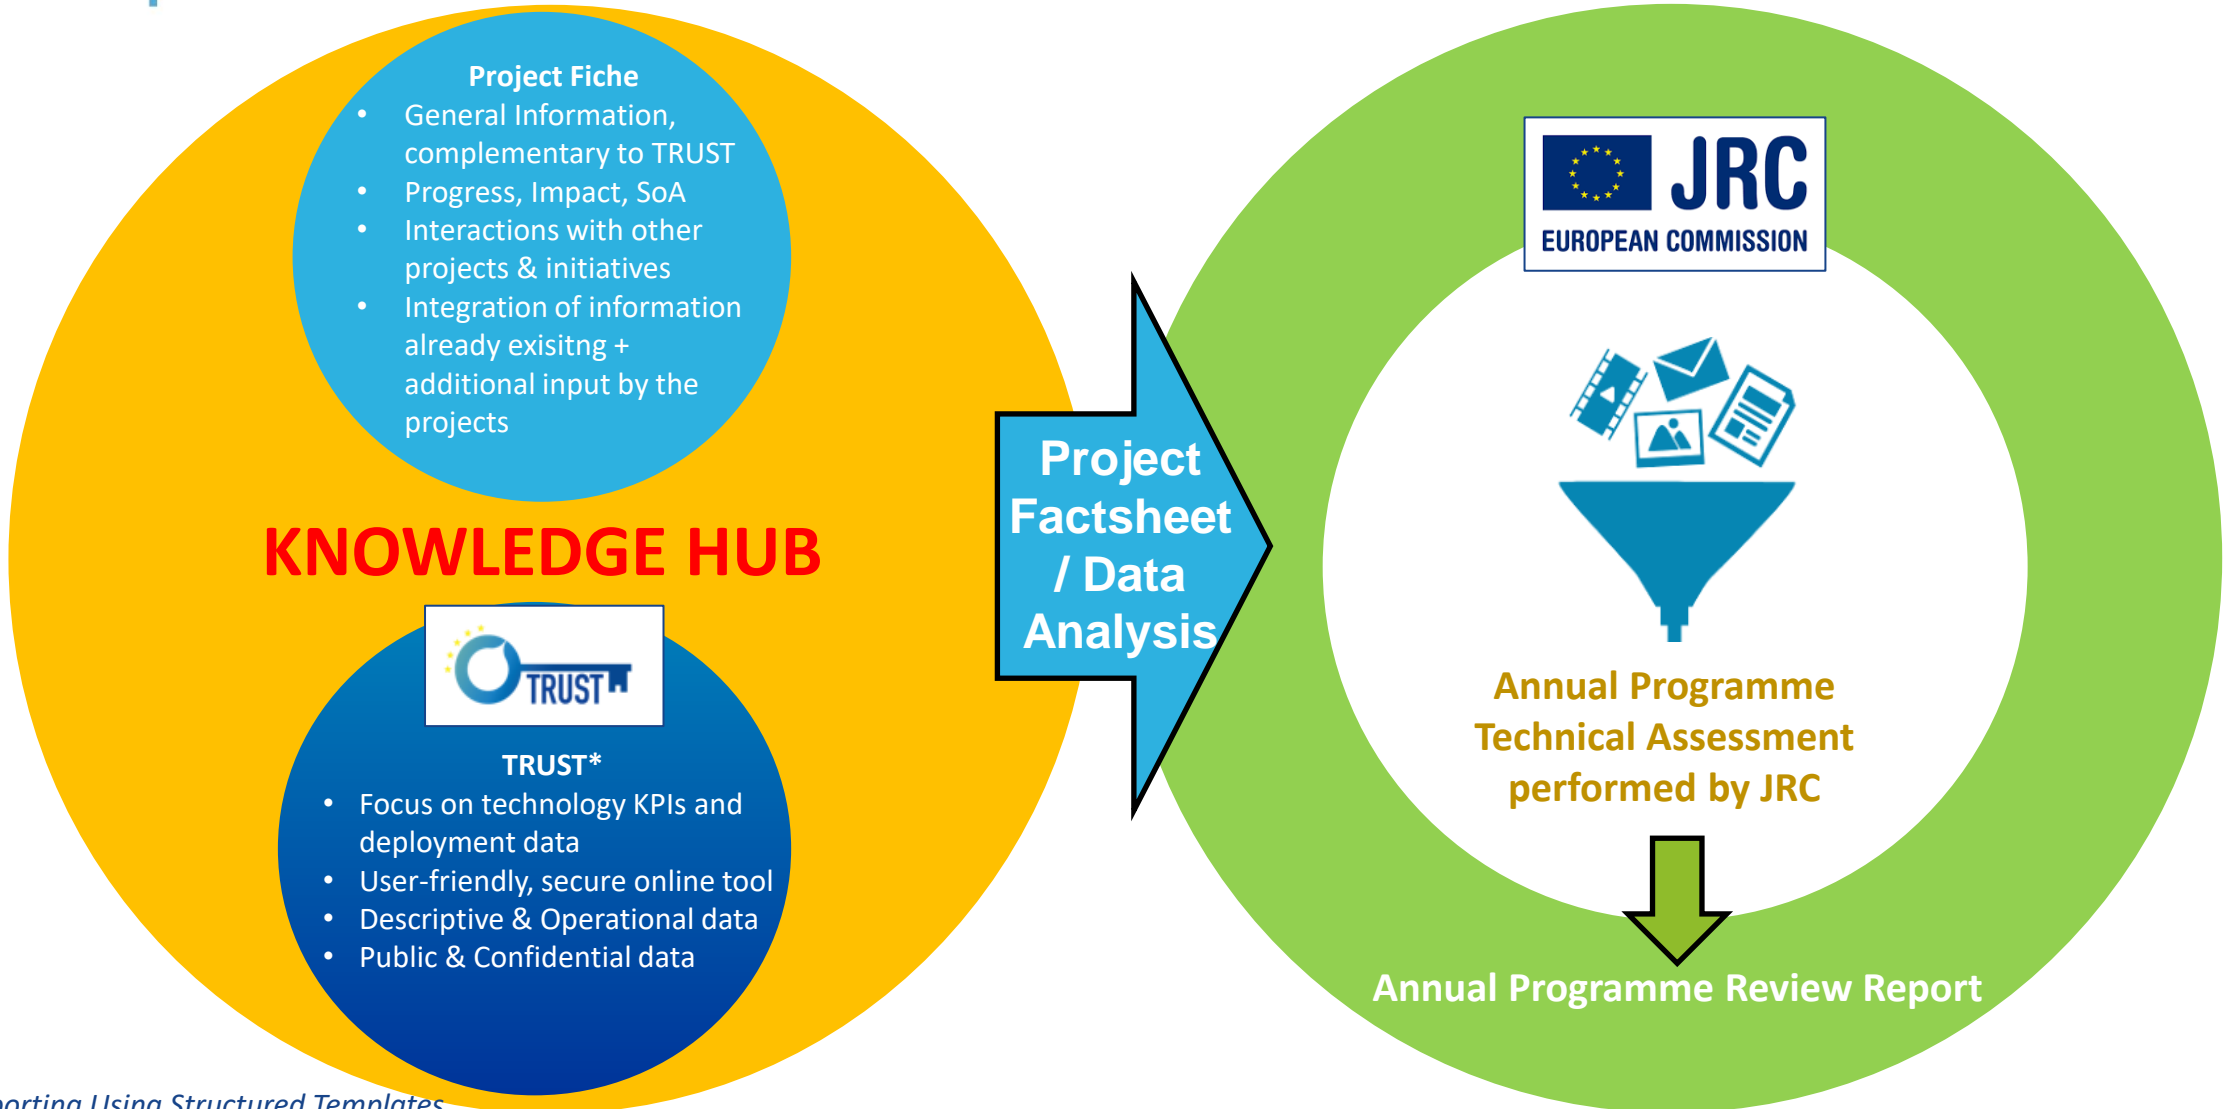 Project Fiche
• General Information,
complementary to TRUST
• Progress, Impact, SoA
• Interactions with other
projects & initiatives
• Integration of information
already exisitng +
additional input by the
projects
KNOWLEDGE HUB
TRUST
TRUST*
• Focus on technology KPIs and
deployment data
• User-friendly, secure online tool
• Descriptive & Operational data
• Public & Confidential data
Project
Factsheet
/ Data
Analysis
JRC
EUROPEAN COMMISSION
Annual Programme
Technical Assessment
performed by JRC
Annual Programme Review Report
Using Structured Templates